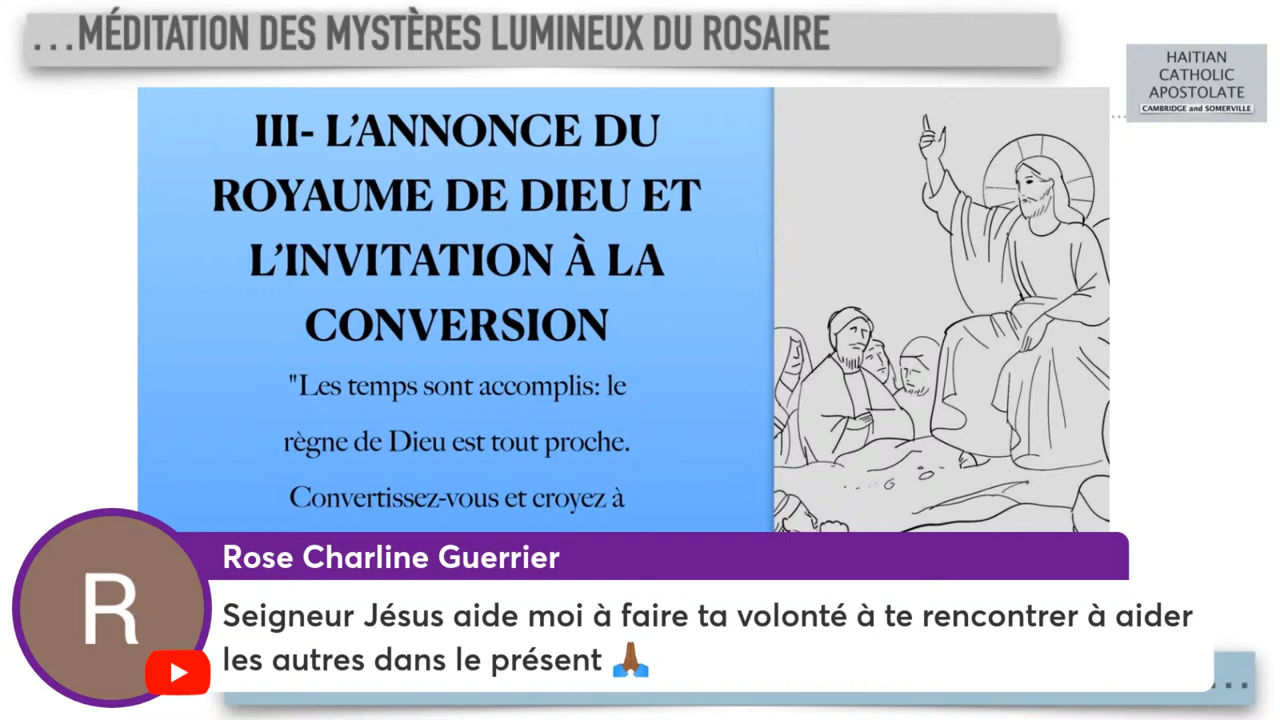 ...MÉDITATION DES MYSTÈRES LUMINEUX DU ROSAIRE
HAITIAN
CATHOLIC
APOSTOLATE
CAMBRIDGE and SOMERVILLE
III- L’ANNONCE DU
ROYAUME DE DIEU ET
L’INVITATION À LA
CONVERSION
"Les temps sont accomplis: le
règne de Dieu est tout proche.
Convertissez-vous et croyez à
R
Rose Charline Guerrier
Seigneur Jésus aide moi à faire ta volonté à te rencontrer à aider
les autres dans le présent 🙏🏾